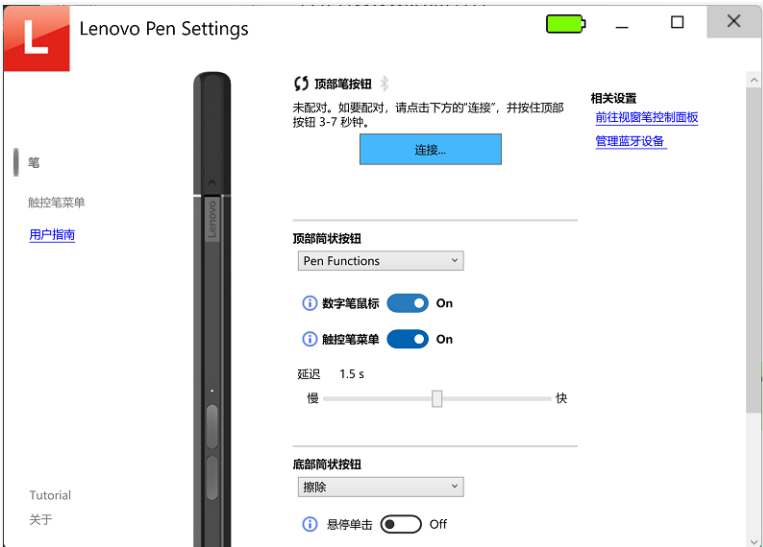 L
Lenovo Pen Settings
笔
触控笔菜单
用户指南
Tutorial
关于
Lenovo
顶部笔按钮
未配对。如要配对，请点击下方的"连接"，并按住顶部
按钮 3-7 秒钟。
连接...
顶部筒状按钮
Pen Functions
数字笔鼠标 On
触控笔菜单 On
延迟 1.5 s
慢 快
底部筒状按钮
擦除
悬停单击 Off
相关设置
前往视窗笔控制面板
管理蓝牙设备